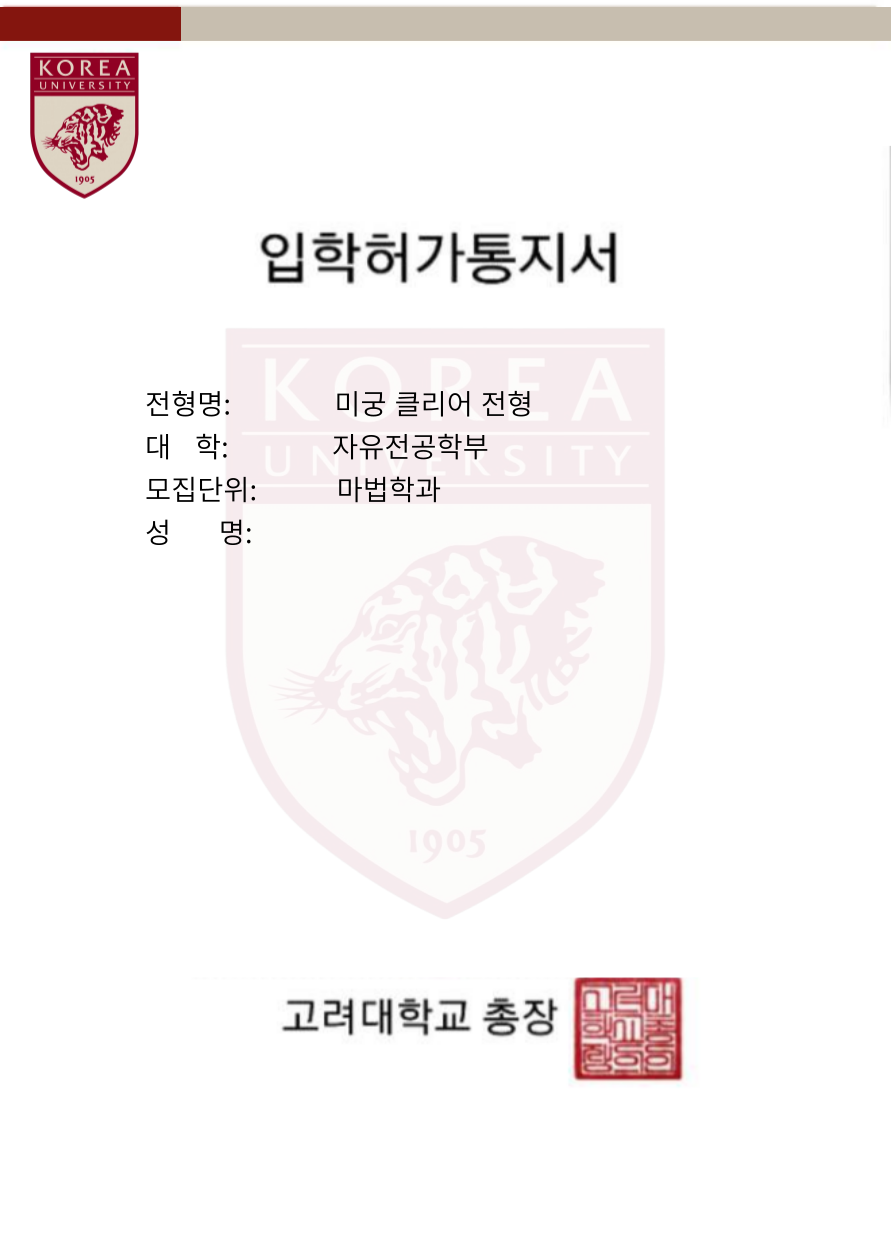 KOREA
UNIVERSITY
1905
입학허가통지서
KOREA
UNIVERSITY
전형명: 미궁 클리어 전형
대 학: 자유전공학부
모집단위: 마법학과
성 명:
1905
고려대학교 총장